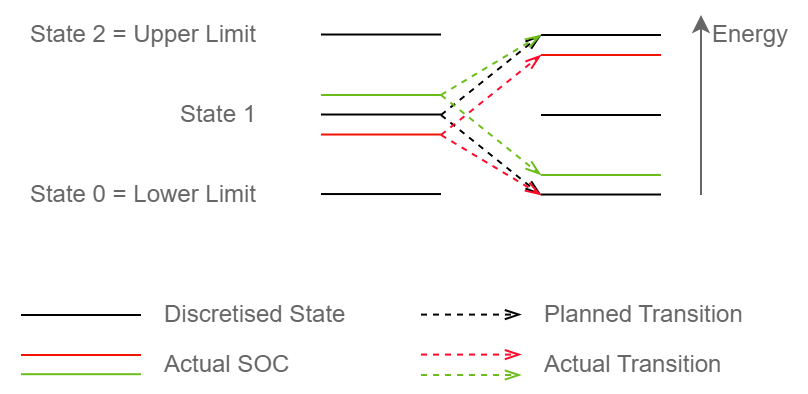 State 2 = Upper Limit
Energy
State 1
State 0 = Lower Limit
Discretised State
Planned Transition
Actual SOC
Actual Transition